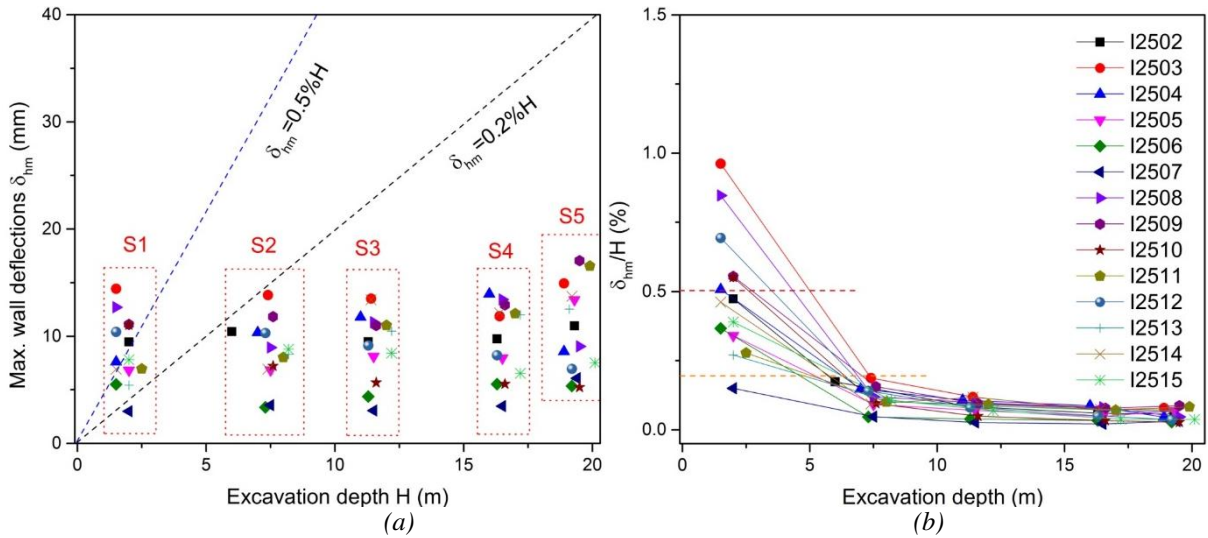 40
30
20
10
0
Max. wall deflections δhm (mm)
δhm =0.5%H
δhm =0.2%H
S1
S2
S3
S4
S5
0 5 10 15 20
Excavation depth H (m)
(a)
1.5
1.0
0.5
0.0
δhm/H (%)
I2502
I2503
I2504
I2505
I2506
I2507
I2508
I2509
I2510
I2511
I2512
I2513
I2514
I2515
0 5 10 15 20
Excavation depth (m)
(b)